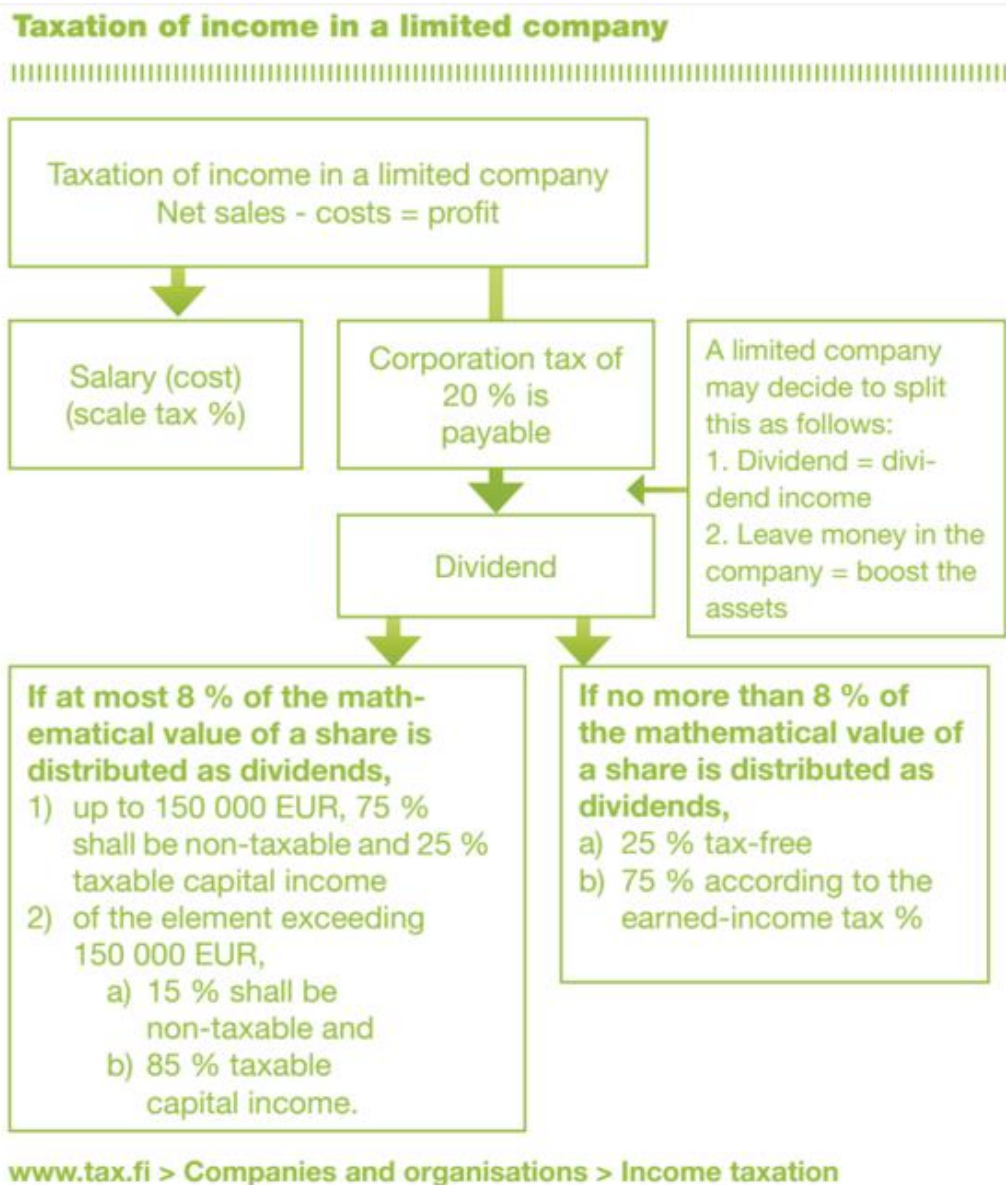 Taxation of income in a limited company
Taxation of income in a limited company
Net sales - costs = profit
Salary (cost)
(scale tax %)
Corporation tax of
20 % is
payable
A limited company
may decide to split
this as follows:
1. Dividend = divi-
dend income
2. Leave money in the
company = boost the
assets
Dividend
If at most 8 % of the math-
ematical value of a share is
distributed as dividends,
1) up to 150 000 EUR, 75 %
shall be non-taxable and 25 %
taxable capital income
2) of the element exceeding
150 000 EUR,
a) 15 % shall be
non-taxable and
b) 85 % taxable
capital income.
If no more than 8 % of
the mathematical value of
a share is distributed as
dividends,
a) 25 % tax-free
b) 75 % according to the
earned-income tax %
www.tax.fi > Companies and organisations > Income taxation